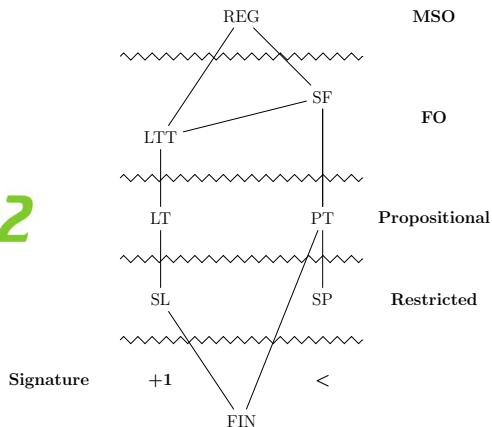 REG MSO
SF
FO
LTT
2
LT PT Propositional
SL SP Restricted
Signature +1 <
FIN